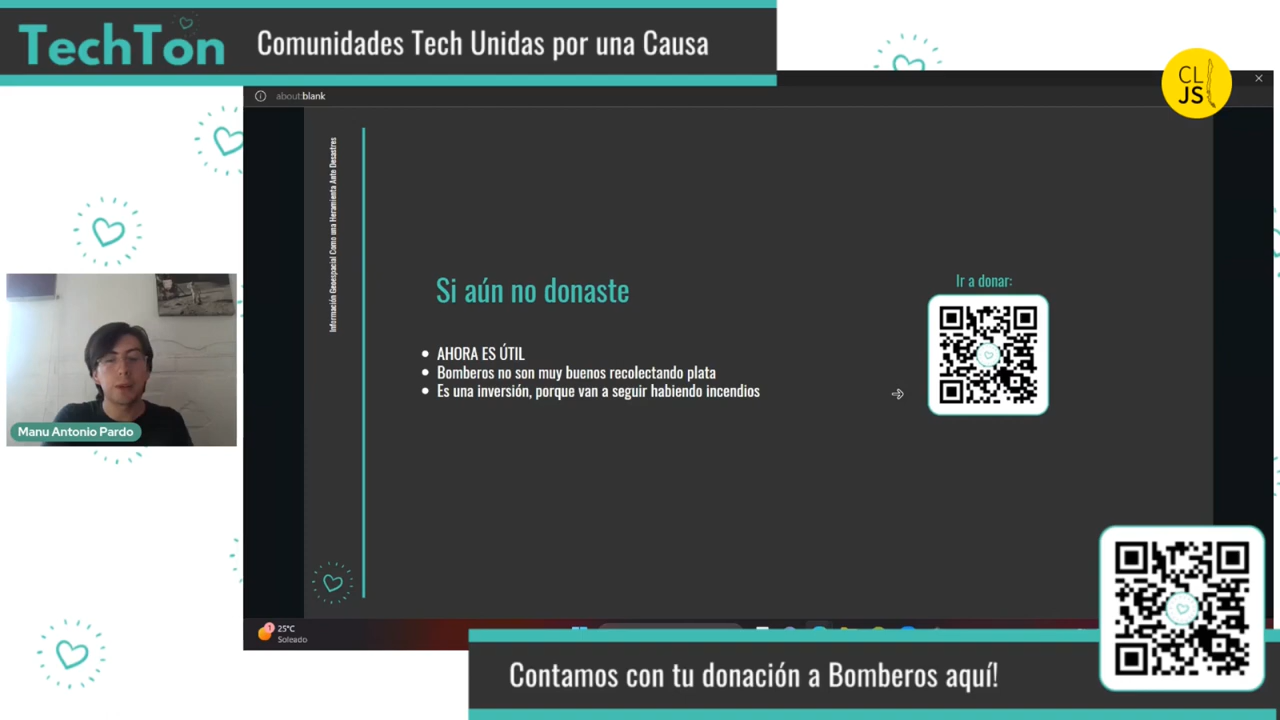 TechTon
Comunidades Tech Unidas por una Causa
CL
JS
about:blank
Información Geoespacial Como una Heramienta Ante Desastres
Si aún no donaste
Ir a donar:
AHORA ES ÚTIL
Bomberos no son muy buenos recolectando plata
Es una inversión, porque van a seguir habiendo incendios
Manu Antonio Pardo
1
25°C
Soleado
Contamos con tu donación a Bomberos aquí!